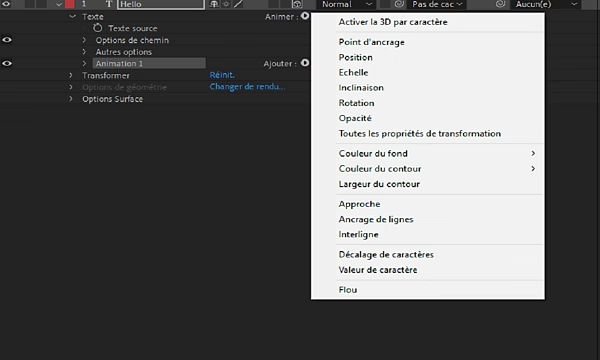 1 T Hello Normal Pas de cac Aucun(e)
Texte Animer :
Texte source
Options de chemin
Autres options
Animation 1 Ajouter :
Transformer Réinit.
Options de géométrie Changer de rendu...
Options Surface
Activer la 3D par caractère
Point d'ancrage
Position
Echelle
Inclinaison
Rotation
Opacité
Toutes les propriétés de transformation
Couleur du fond
Couleur du contour
Largeur du contour
Approche
Ancrage de lignes
Interligne
Décalage de caractères
Valeur de caractère
Flou